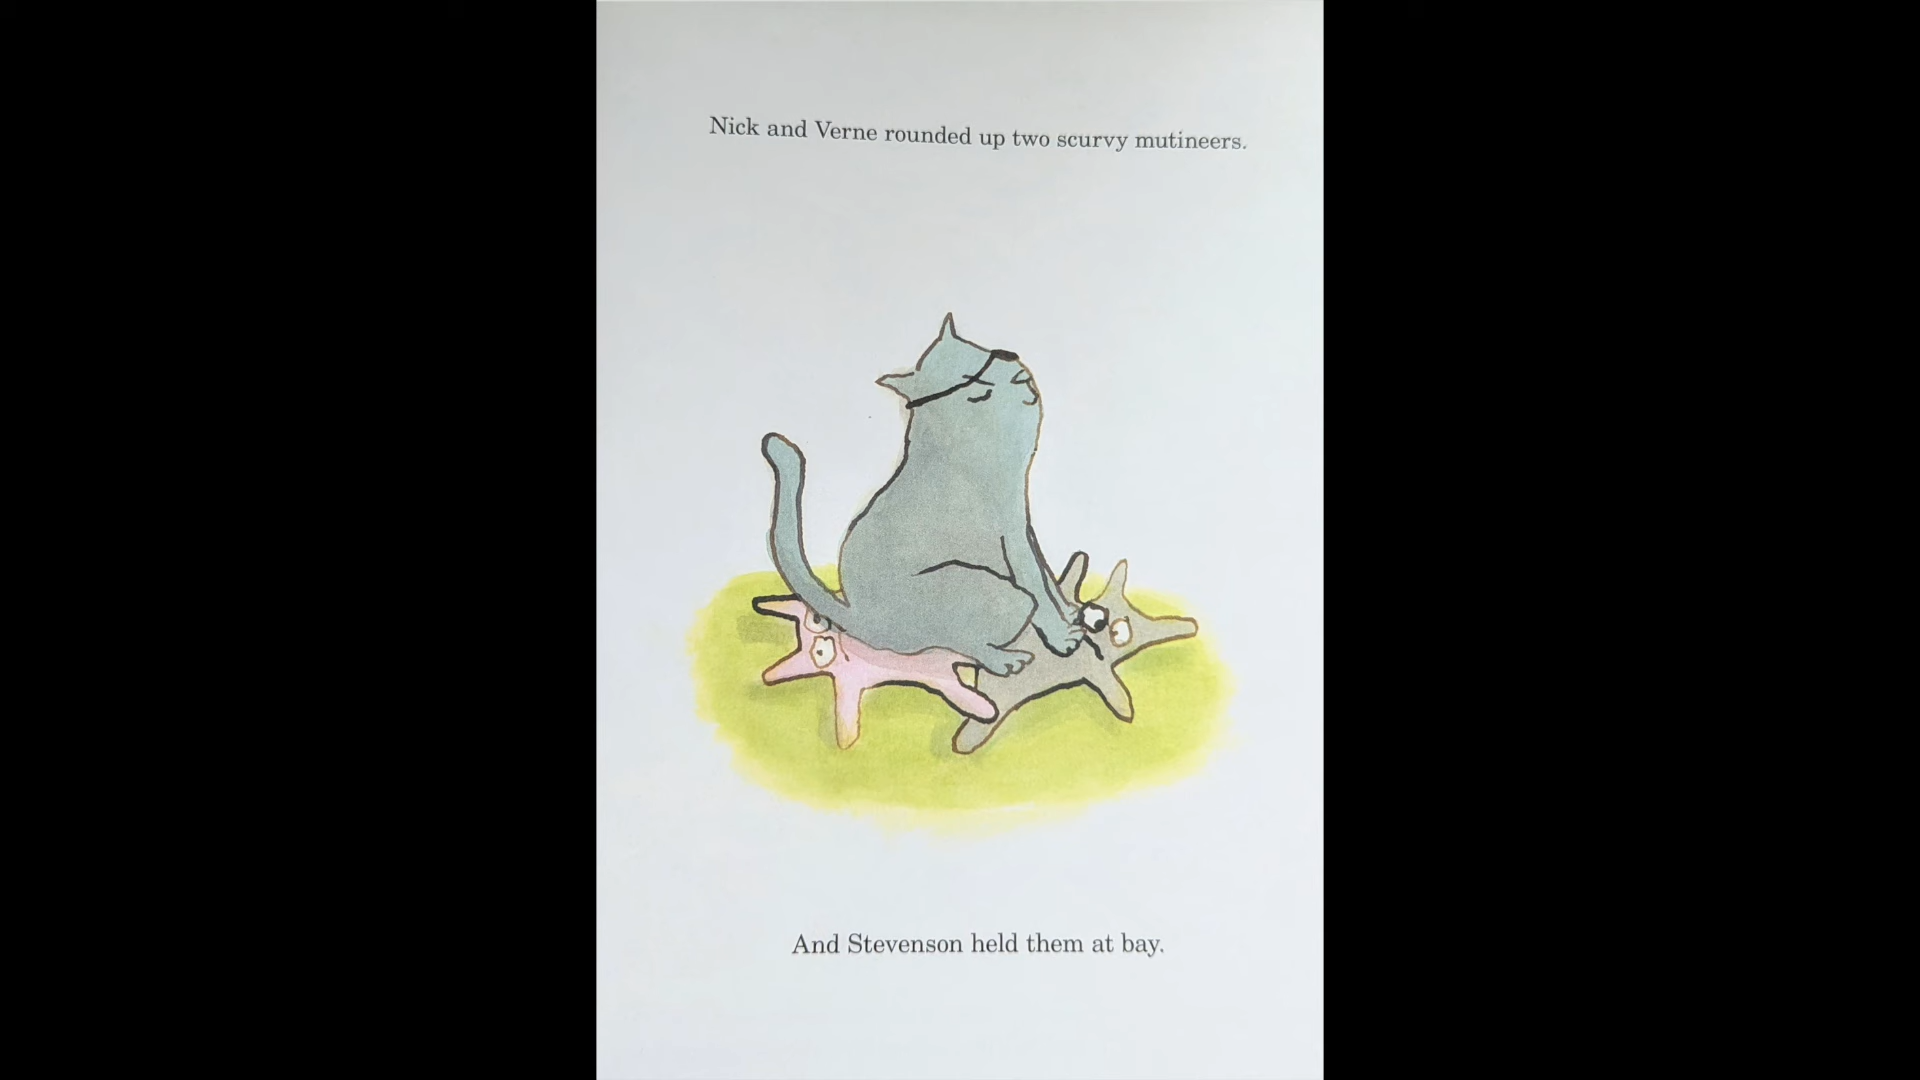 Nick and Verne rounded up two scurvy mutineers.
And Stevenson held them at bay.